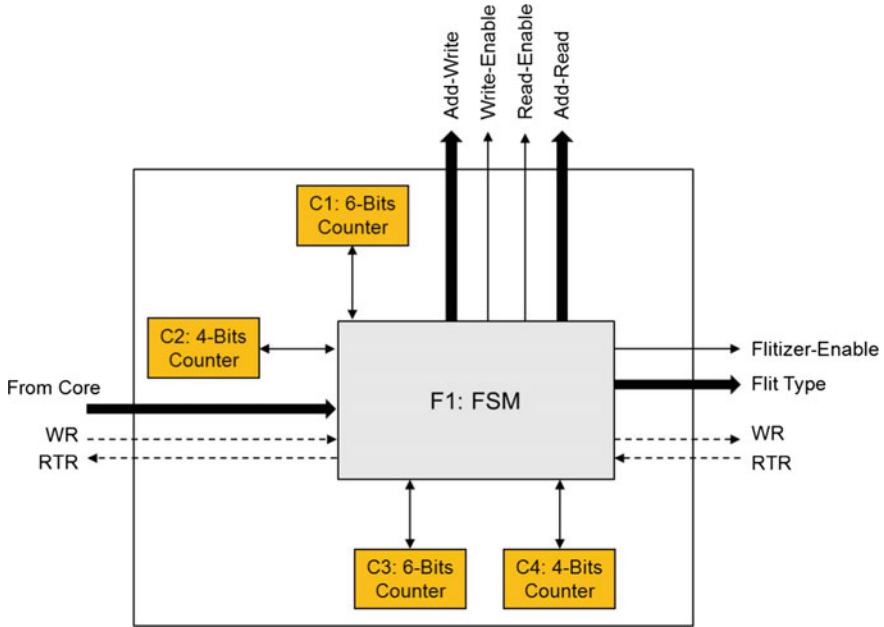 Add-Write
Write-Enable
Read-Enable
Add-Read
C1: 6-Bits
Counter
C2: 4-Bits
Counter
From Core
WR
RTR
F1: FSM
Flitizer-Enable
Flit Type
WR
RTR
C3: 6-Bits
Counter
C4: 4-Bits
Counter